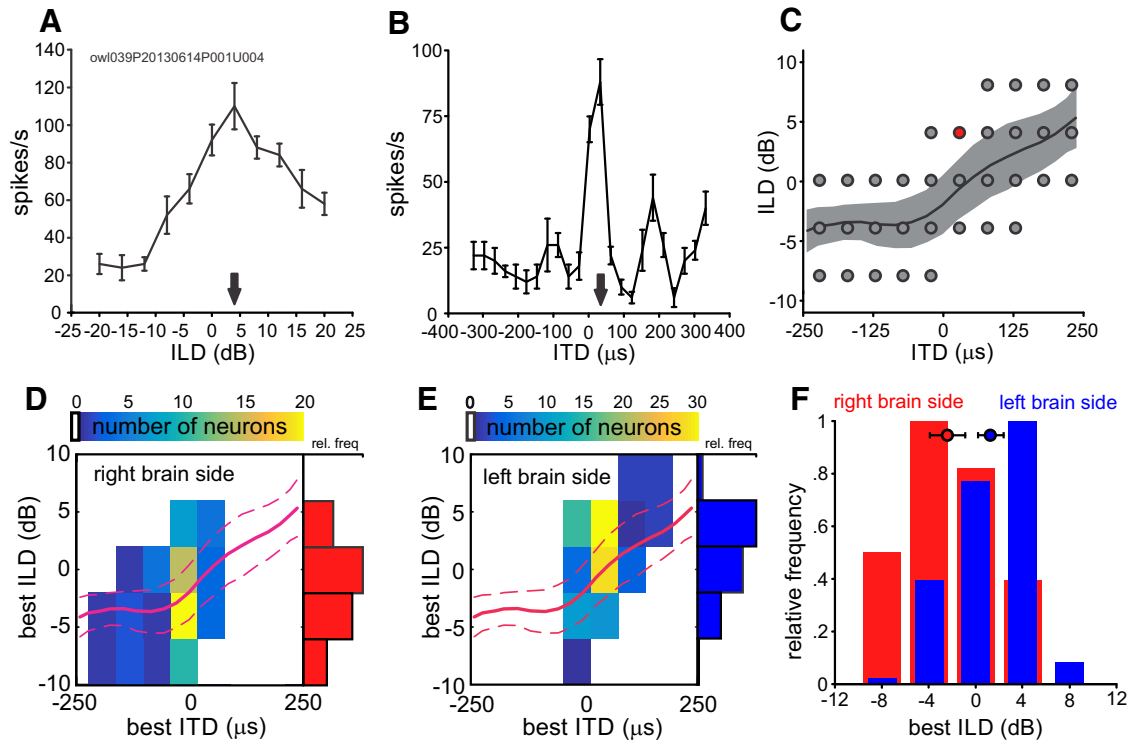 A
owl039P20130614P001U004
140
120
100
80
60
40
20
0
spikes/s
-25 -20 -15 -10 -5 0 5 10 15 20 25
ILD (dB)
B
100
75
50
25
0
spikes/s
-400 -300 -200 -100 0 100 200 300 400
ITD (μs)
C
10
5
0
-5
-10
ILD (dB)
-250 -125 0 125 250
ITD (μs)
D
0 5 10 15 20
number of neurons
rel. freq
right brain side
10
5
0
-5
-10
best ILD (dB)
-250 0 250
best ITD (μs)
E
0 5 10 15 20 25 30
number of neurons
rel. freq
left brain side
10
5
0
-5
-10
best ILD (dB)
-250 0 250
best ITD (μs)
F
right brain side left brain side
1
.8
.6
.4
.2
0
relative frequency
-12 -8 -4 0 4 8 12
best ILD (dB)